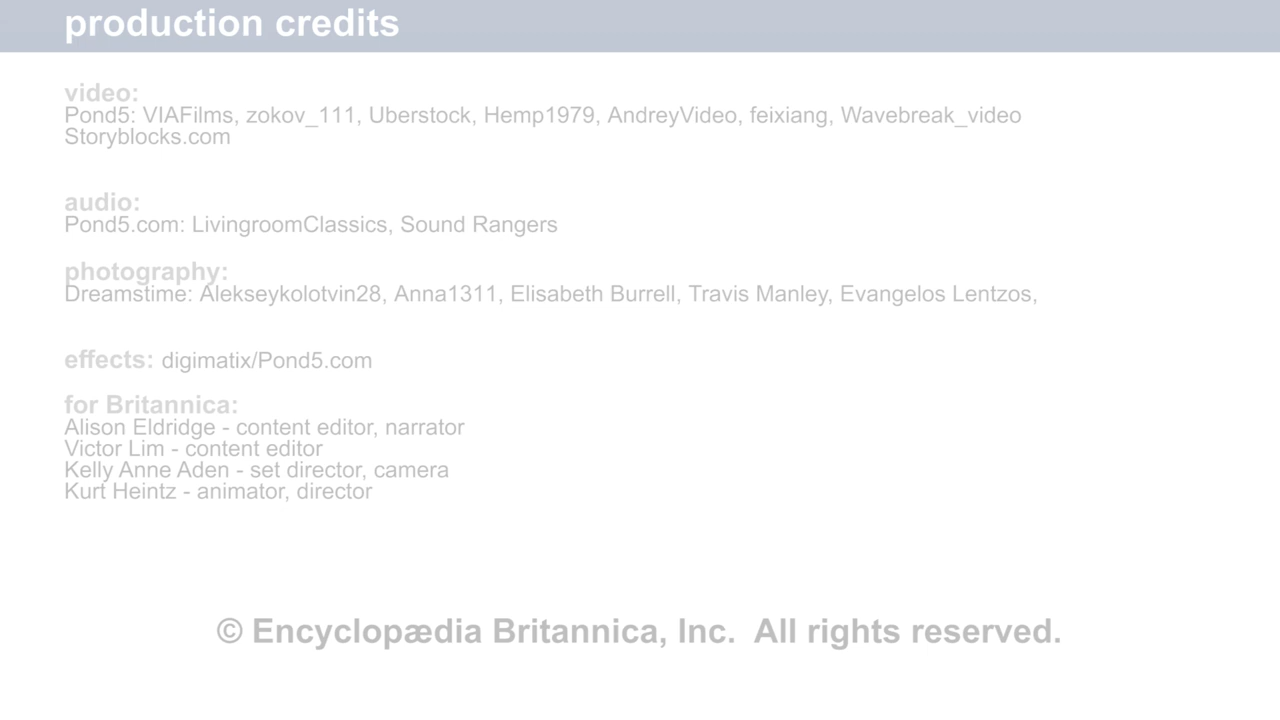 production credits
video:
Pond5: VIAFilms, zokov_111, Uberstock, Hemp1979, AndreyVideo, feixiang, Wavebreak_video
Storyblocks.com
audio:
Pond5.com: LivingroomClassics, Sound Rangers
photography:
Dreamstime: Alekseykolotvin28, Anna1311, Elisabeth Burrell, Travis Manley, Evangelos Lentzos,
effects: digimatix/Pond5.com
for Britannica:
Alison Eldridge - content editor, narrator
Victor Lim - content editor
Kelly Anne Aden - set director, camera
Kurt Heintz - animator, director
© Encyclopædia Britannica, Inc.  All rights reserved.